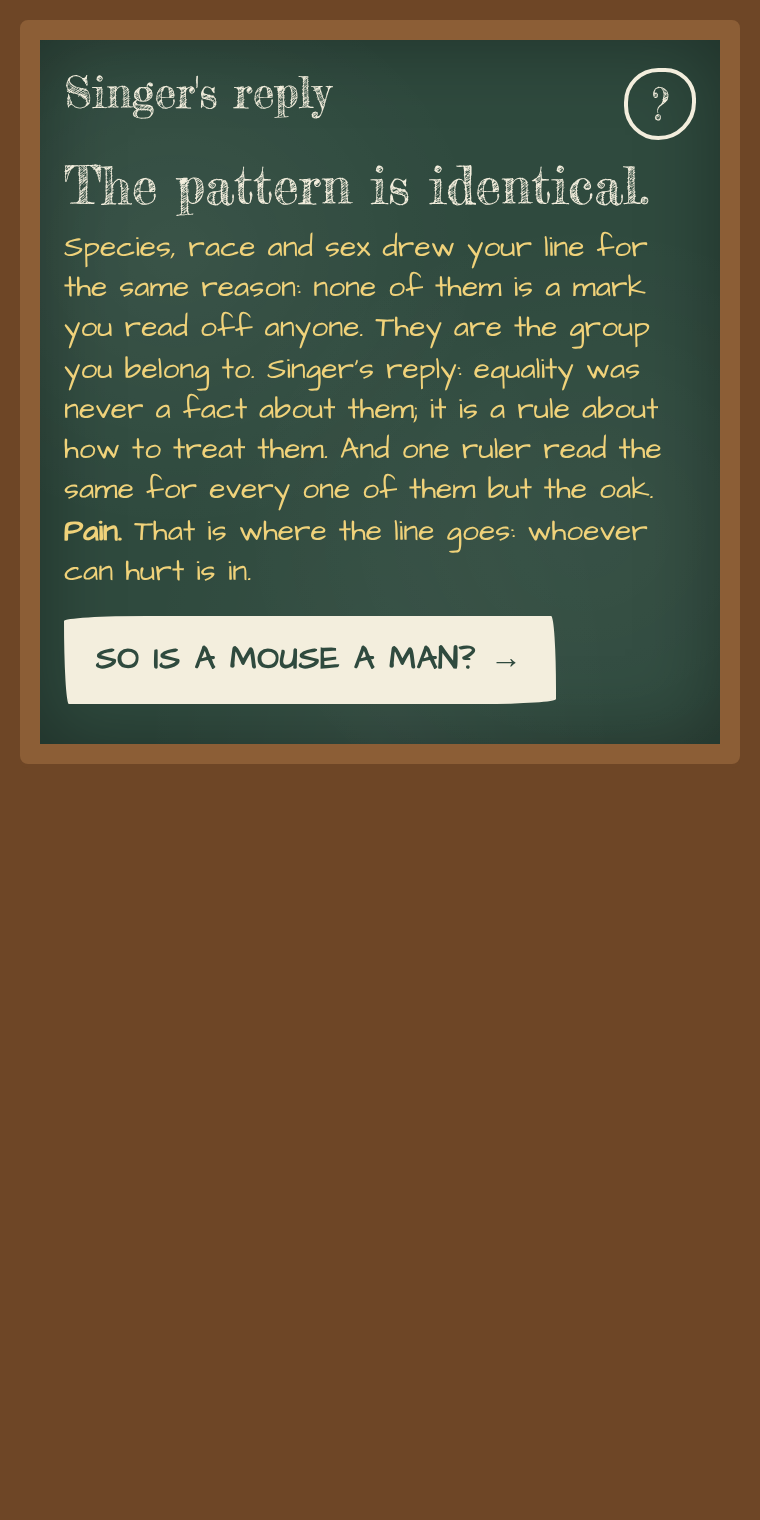 Singer's reply
?
The pattern is identical.
Species, race and sex drew your line for
the same reason: none of them is a mark
you read off anyone. They are the group
you belong to. Singer's reply: equality was
never a fact about them; it is a rule about
how to treat them. And one ruler read the
same for every one of them but the oak.
Pain. That is where the line goes: whoever
can hurt is in.
SO IS A MOUSE A MAN? →